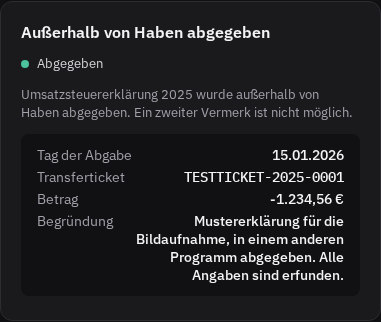 Außerhalb von Haben abgegeben
Abgegeben
Umsatzsteuererklärung 2025 wurde außerhalb von
Haben abgegeben. Ein zweiter Vermerk ist nicht möglich.
Tag der Abgabe 15.01.2026
Transferticket TESTTICKET-2025-0001
Betrag -1.234,56 €
Begründung Mustererklärung für die
Bildaufnahme, in einem anderen
Programm abgegeben. Alle
Angaben sind erfunden.